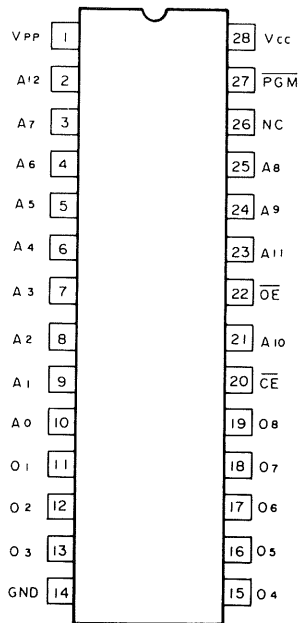 VPP 1 28 Vcc
A12 2 27 PGM
A7 3 26 NC
A6 4 25 A8
A5 5 24 A9
A4 6 23 A11
A3 7 22 OE
A2 8 21 A10
A1 9 20 CE
A0 10 19 O8
O1 11 18 O7
O2 12 17 O6
O3 13 16 O5
GND 14 15 O4